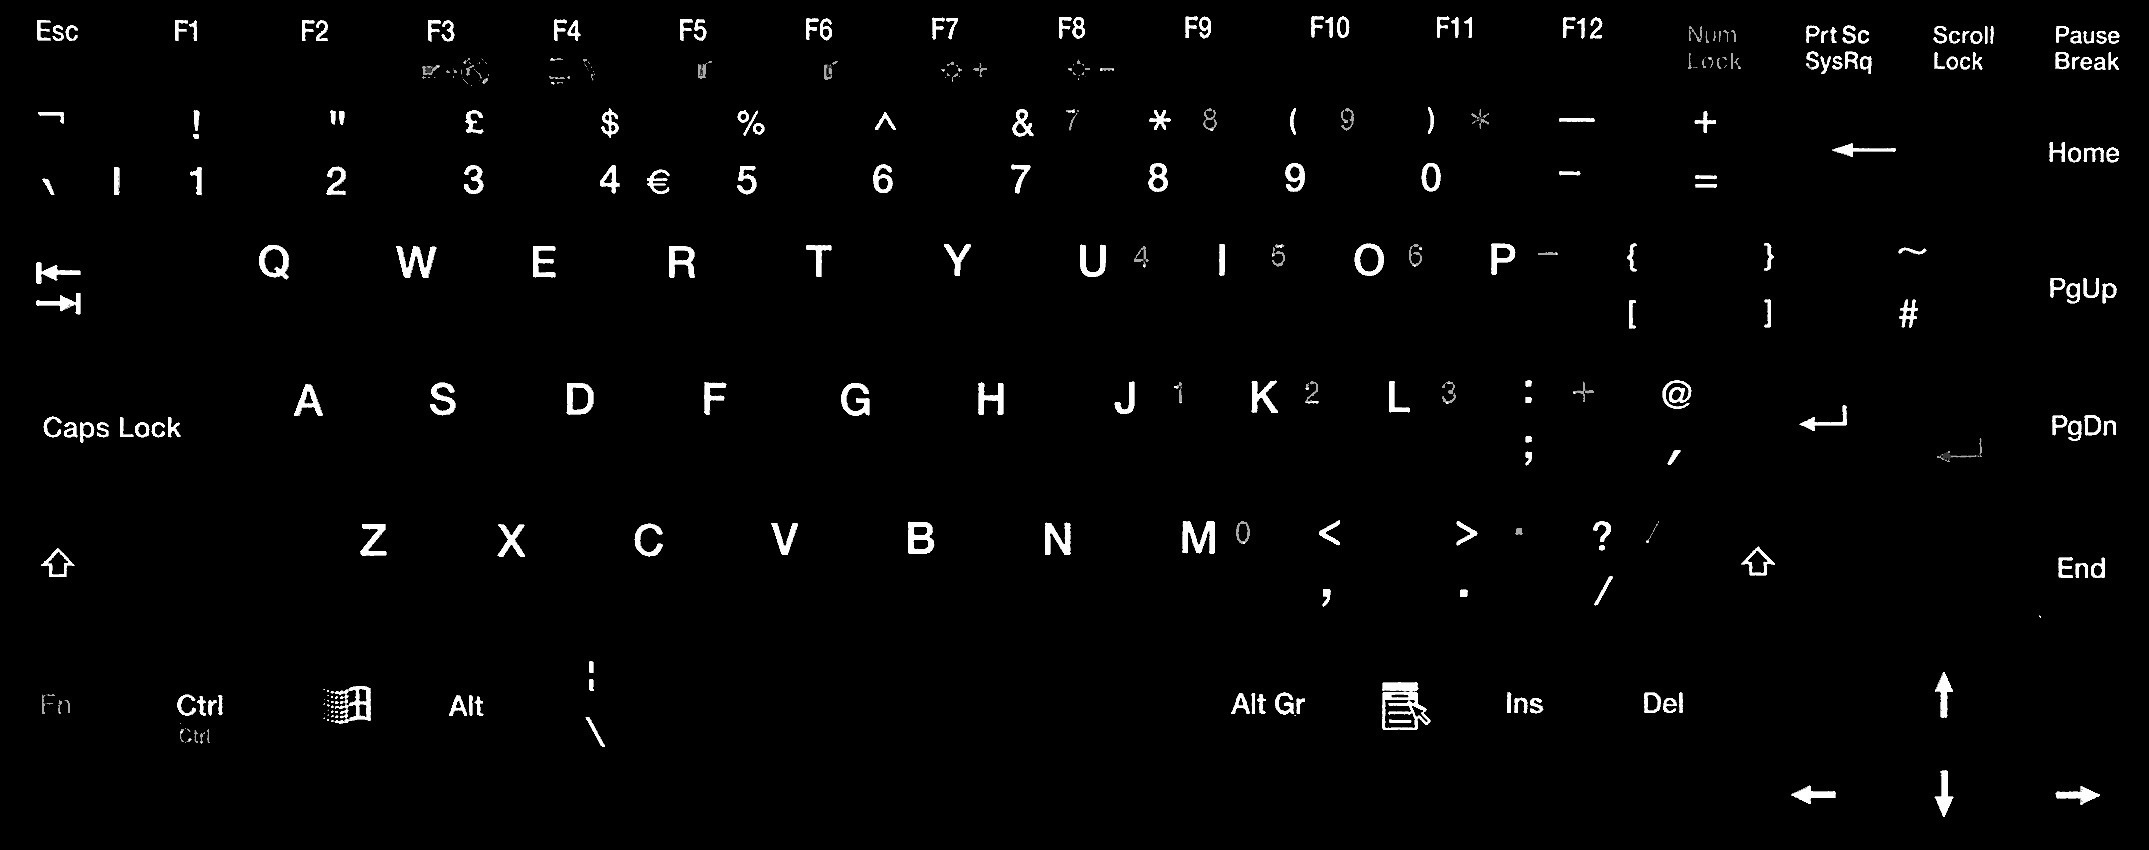 Esc F1 F2 F3 F4 F5 F6 F7 F8 F9 F10 F11 F12 Num Lock Prt Sc SysRq Scroll Lock Pause Break
¬ ! " £ $ % ^ & 7 * 8 ( 9 ) * — + ← Home
` | 1 2 3 4 € 5 6 7 8 9 0 - =
Q W E R T Y U 4 I 5 O 6 P - { } ~ PgUp
[ ] #
A S D F G H J 1 K 2 L 3 : + @ PgDn
Caps Lock ; '
Z X C V B N M 0 < > . ? / End
, . /
Fn Ctrl Alt ¦ Alt Gr Ins Del ↑
Ctrl \
← ↓ →